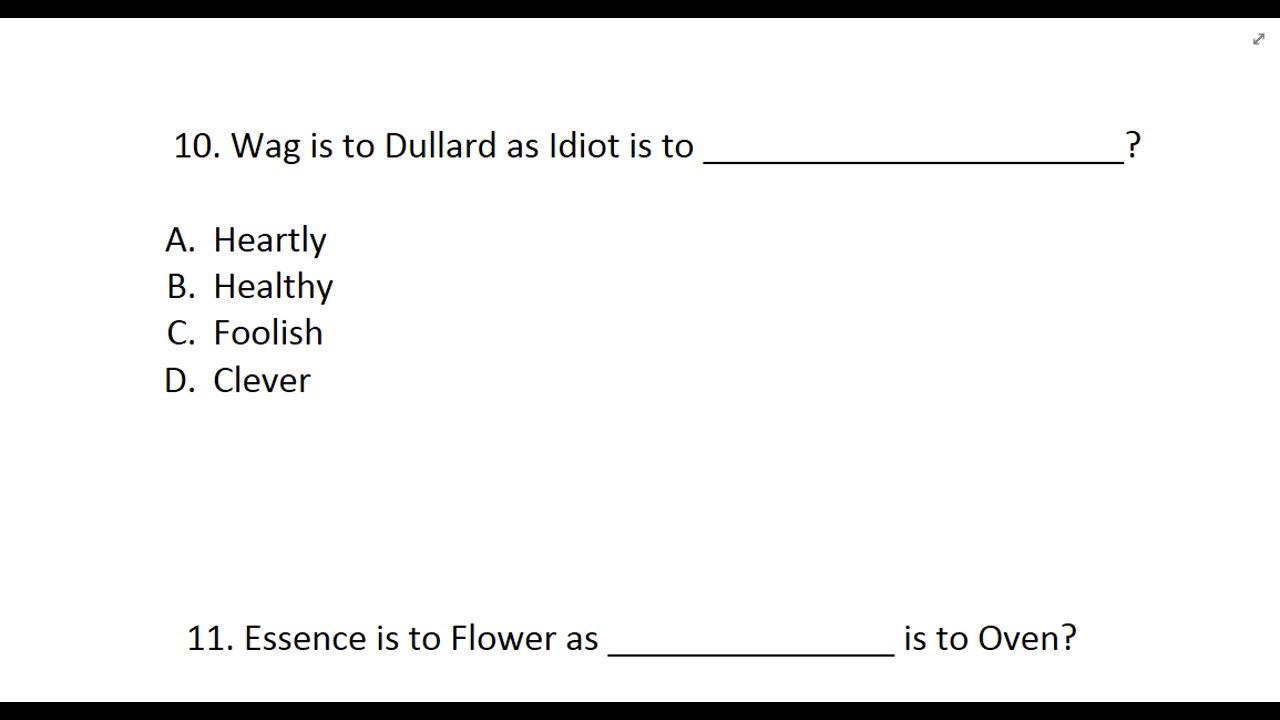 10. Wag is to Dullard as Idiot is to ______________________?
A. Heartly
B. Healthy
C. Foolish
D. Clever
11. Essence is to Flower as _______________ is to Oven?